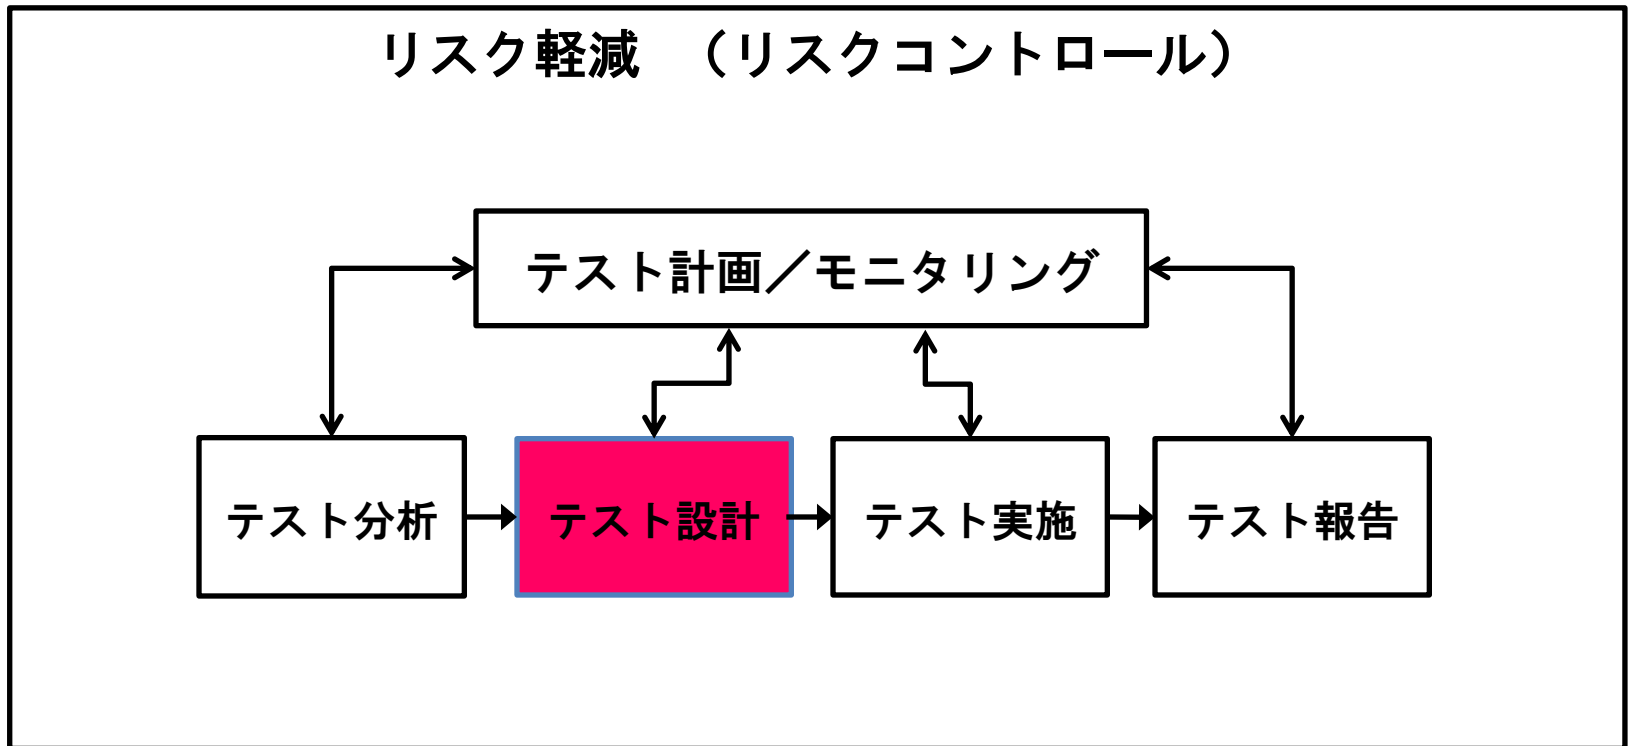 リスク軽減　（リスクコントロール）
テスト計画／モニタリング
テスト分析
テスト設計
テスト実施
テスト報告